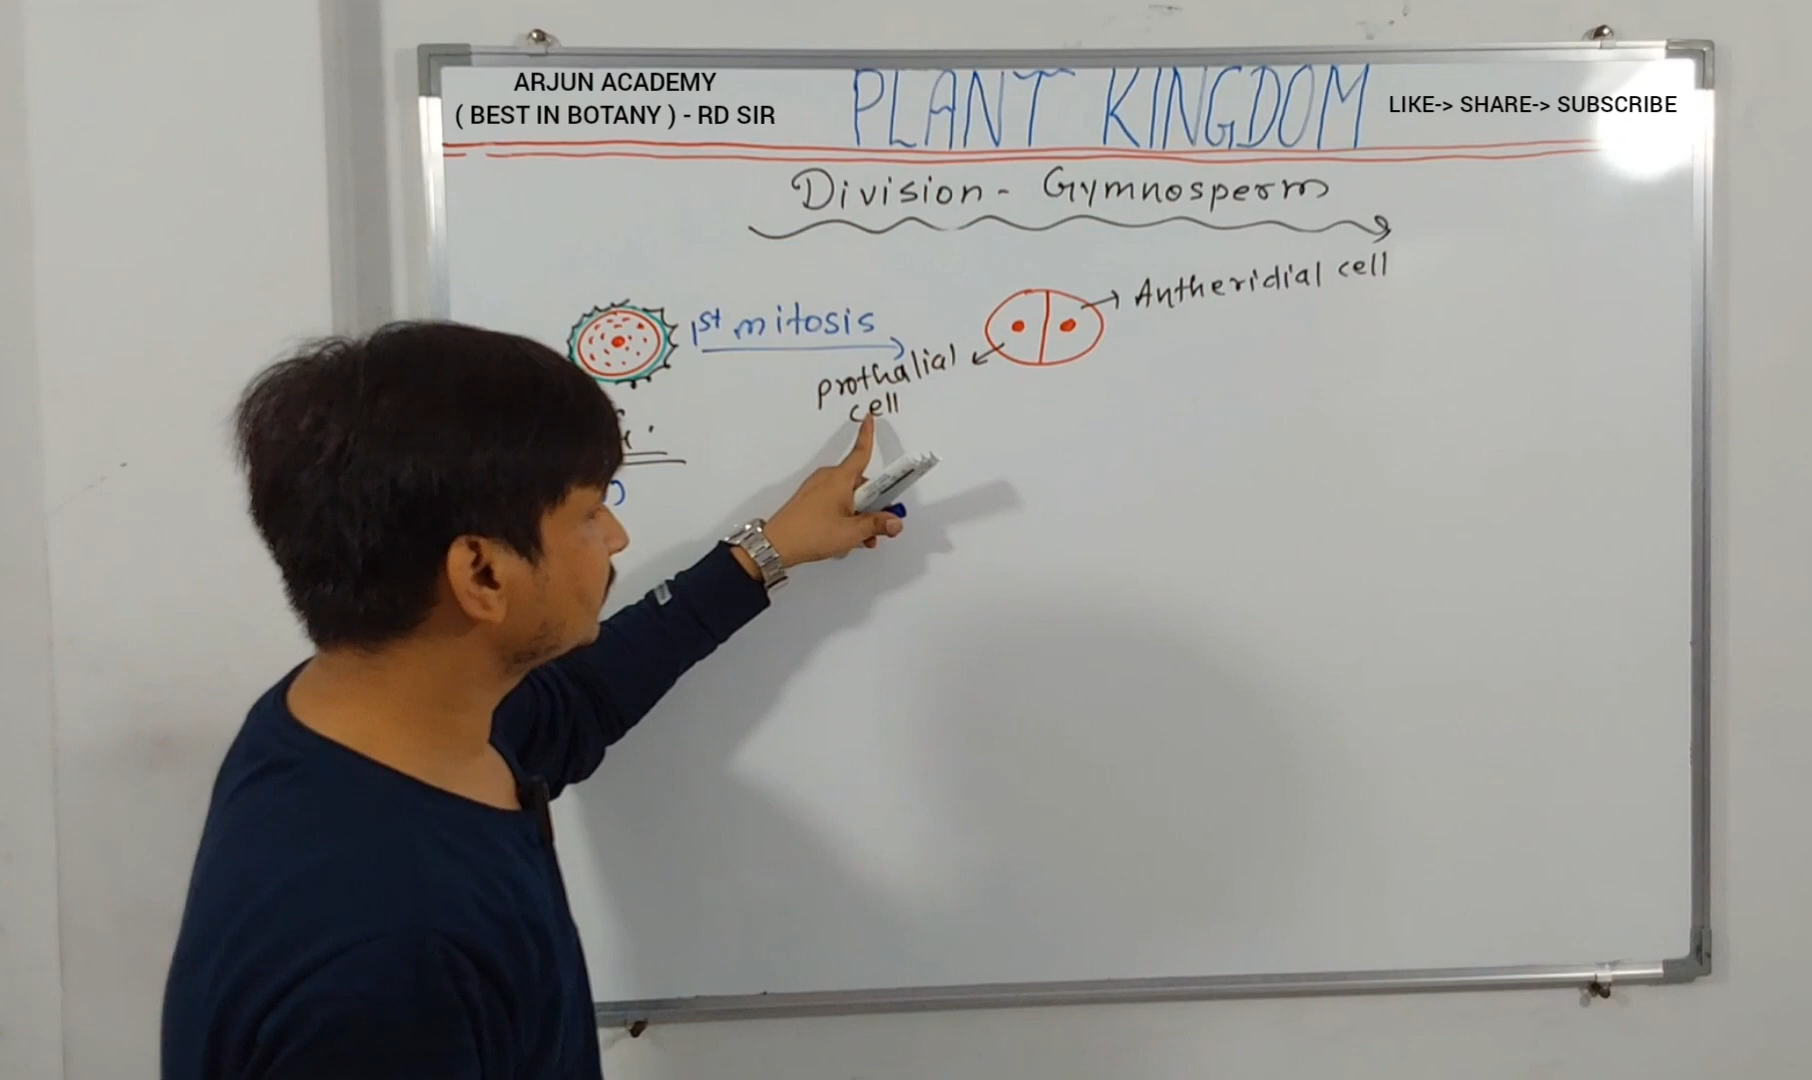 ARJUN ACADEMY
( BEST IN BOTANY ) - RD SIR
PLANT KINGDOM
LIKE-> SHARE-> SUBSCRIBE
Division - Gymnosperm
1st mitosis
Antheridial cell
prothalial
cell